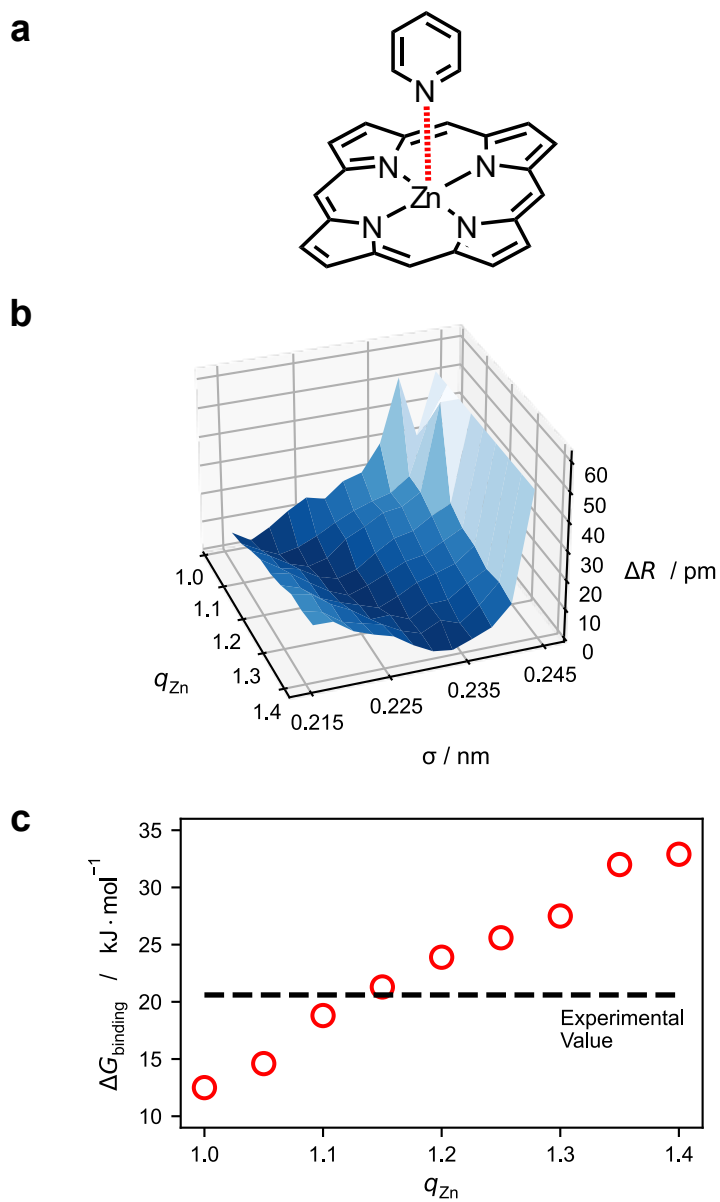 a
N
N
N
Zn
N
N
b
60
50
40
30
20
10
0
ΔR / pm
1.0
1.1
1.2
1.3
1.4
q_Zn
0.215
0.225
0.235
0.245
σ / nm
c
35
30
25
20
15
10
ΔG_binding / kJ·mol⁻¹
Experimental
Value
1.0 1.1 1.2 1.3 1.4
q_Zn